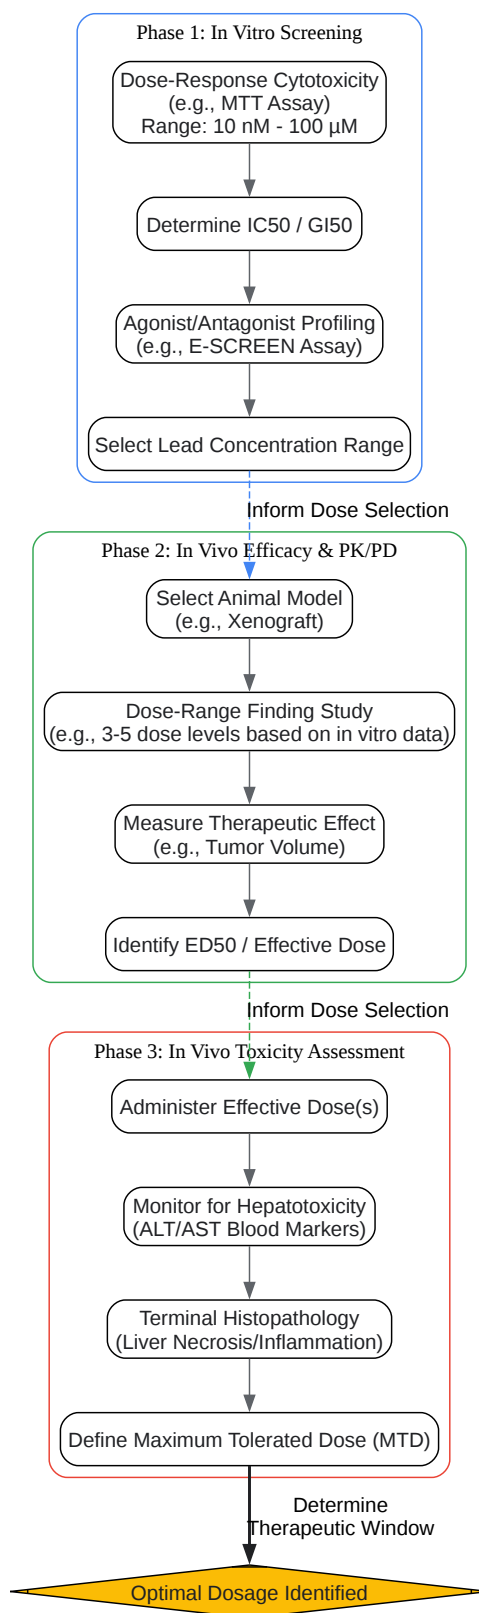 Phase 1: In Vitro Screening
Dose-Response Cytotoxicity
(e.g., MTT Assay)
Range: 10 nM - 100 µM
Determine IC50 / GI50
Agonist/Antagonist Profiling
(e.g., E-SCREEN Assay)
Select Lead Concentration Range
Inform Dose Selection
Phase 2: In Vivo Efficacy & PK/PD
Select Animal Model
(e.g., Xenograft)
Dose-Range Finding Study
(e.g., 3-5 dose levels based on in vitro data)
Measure Therapeutic Effect
(e.g., Tumor Volume)
Identify ED50 / Effective Dose
Inform Dose Selection
Phase 3: In Vivo Toxicity Assessment
Administer Effective Dose(s)
Monitor for Hepatotoxicity
(ALT/AST Blood Markers)
Terminal Histopathology
(Liver Necrosis/Inflammation)
Define Maximum Tolerated Dose (MTD)
Determine
Therapeutic Window
Optimal Dosage Identified